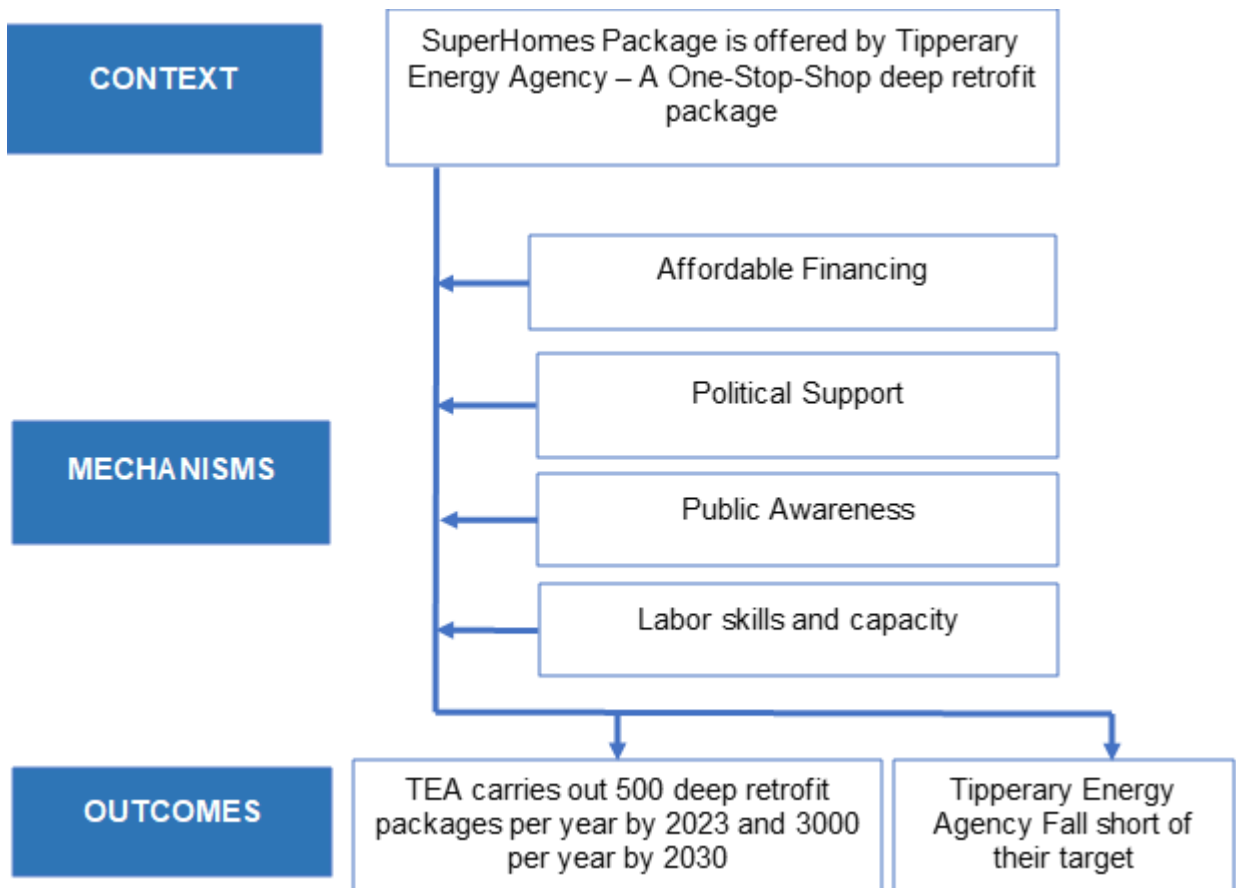 CONTEXT
SuperHomes Package is offered by Tipperary
Energy Agency – A One-Stop-Shop deep retrofit
package
Affordable Financing
Political Support
MECHANISMS
Public Awareness
Labor skills and capacity
OUTCOMES
TEA carries out 500 deep retrofit
packages per year by 2023 and 3000
per year by 2030
Tipperary Energy
Agency Fall short of
their target